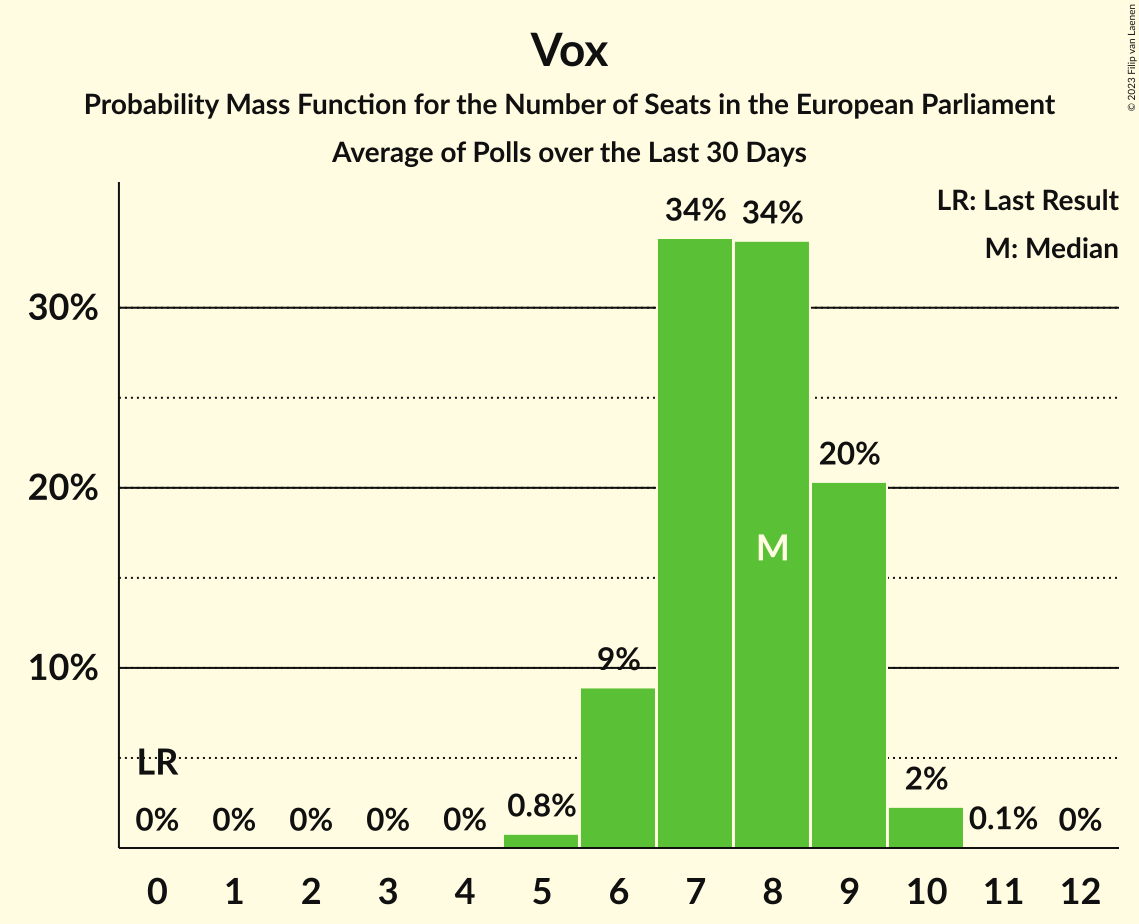 Vox
Probability Mass Function for the Number of Seats in the European Parliament
Average of Polls over the Last 30 Days
© 2023 Filip van Laenen
LR: Last Result
M: Median
34% 34%
30%
20%
20%
M
10%
9%
LR
0% 0% 0% 0% 0% 0.8% 2% 0.1% 0%
0 1 2 3 4 5 6 7 8 9 10 11 12